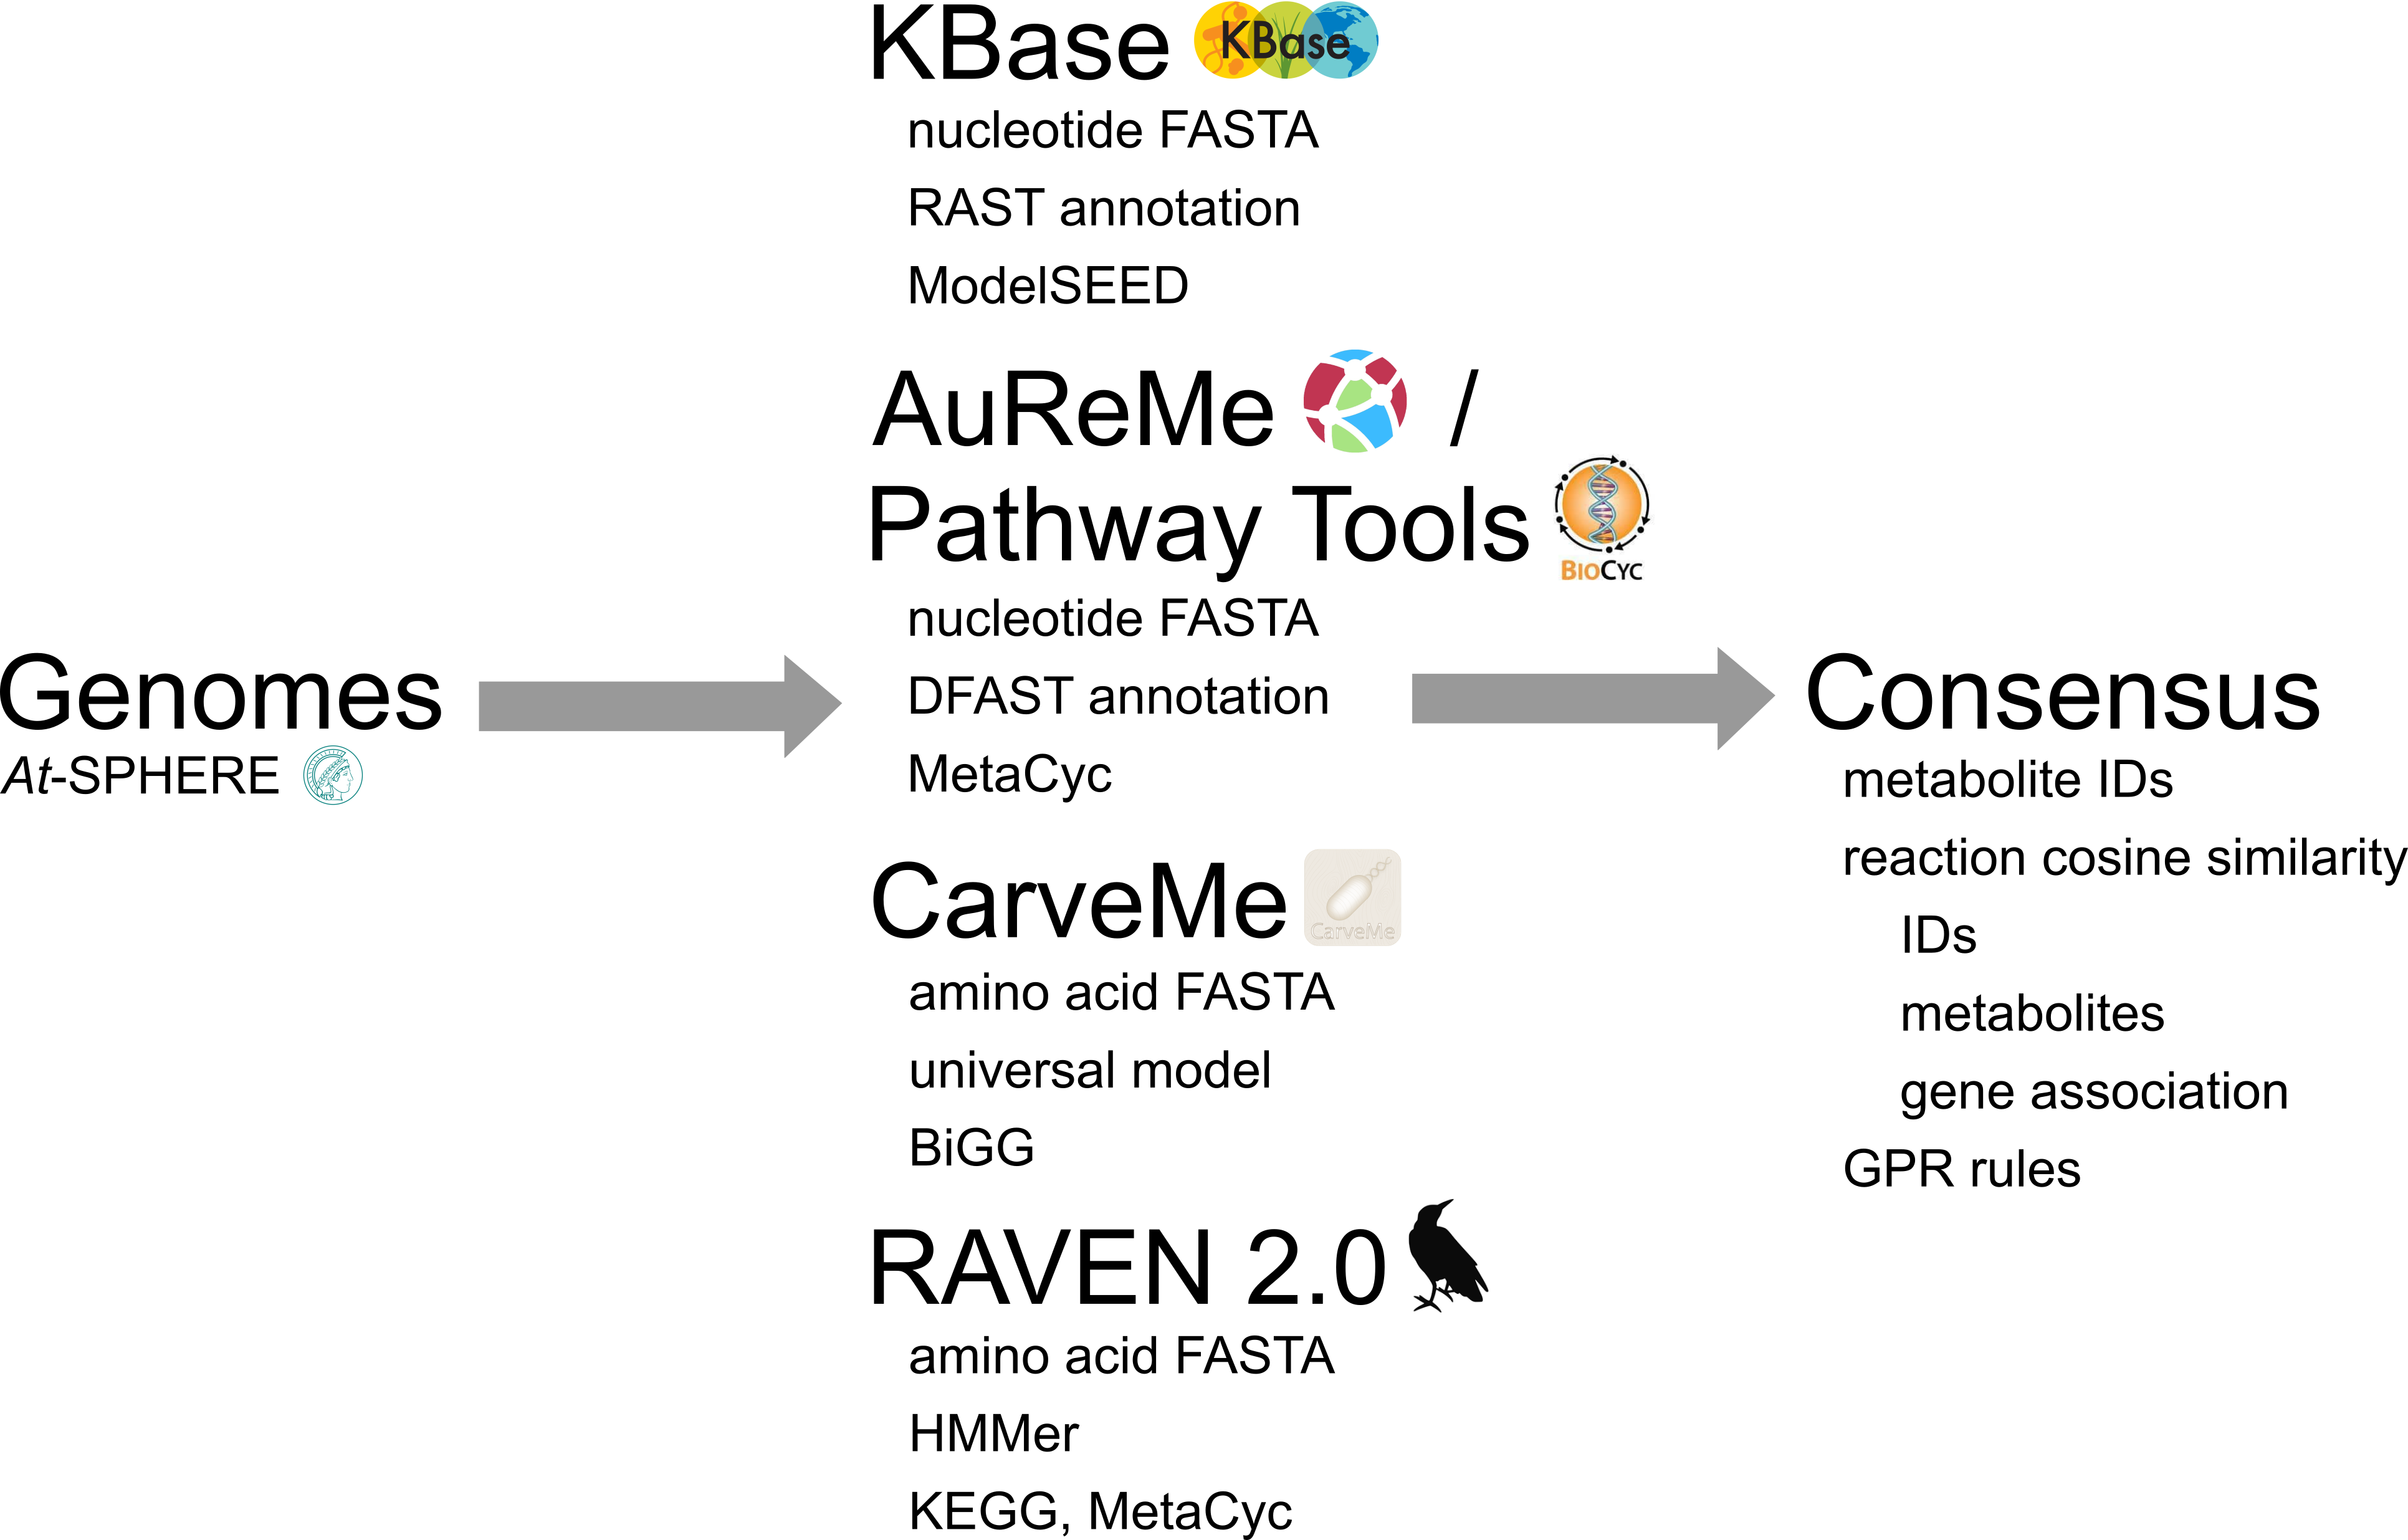 Genomes
At-SPHERE
KBase KBase
nucleotide FASTA
RAST annotation
ModelSEED
AuReMe /
Pathway Tools
BIOCYC
nucleotide FASTA
DFAST annotation
MetaCyc
CarveMe
CarveMe
amino acid FASTA
universal model
BiGG
RAVEN 2.0
amino acid FASTA
HMMer
KEGG, MetaCyc
Consensus
metabolite IDs
reaction cosine similarity
IDs
metabolites
gene association
GPR rules